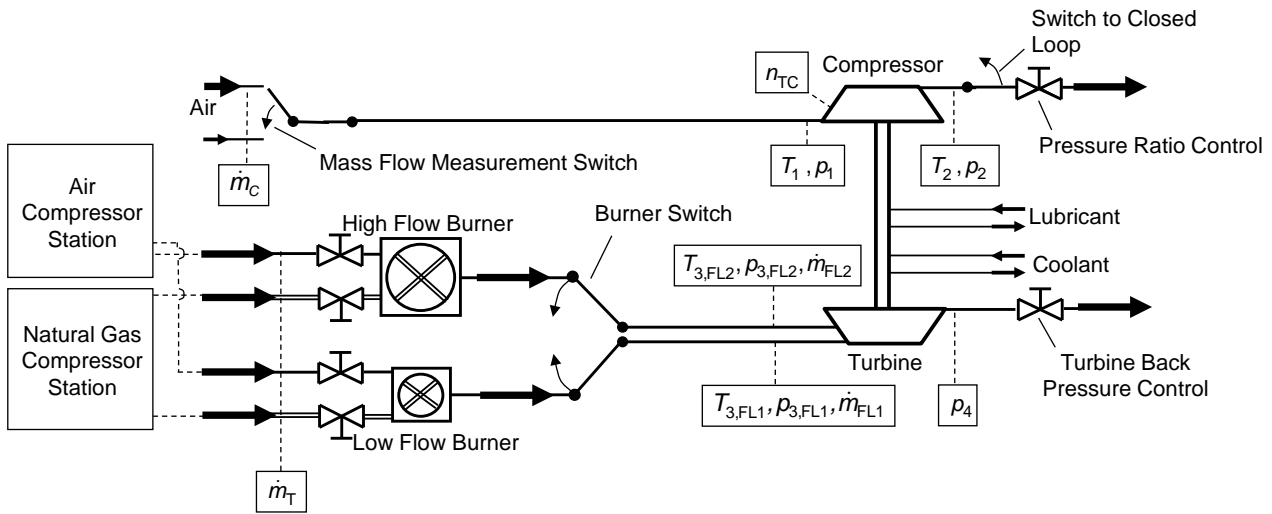 Switch to Closed
Loop
Compressor
n_TC
Air
Mass Flow Measurement Switch
T_1 , p_1
T_2 , p_2
Pressure Ratio Control
ṁ_C
Air
Compressor
Station
High Flow Burner
Burner Switch
Lubricant
T_3,FL2, p_3,FL2, ṁ_FL2
Coolant
Natural Gas
Compressor
Station
Turbine
Turbine Back
Pressure Control
T_3,FL1, p_3,FL1, ṁ_FL1
p_4
Low Flow Burner
ṁ_T